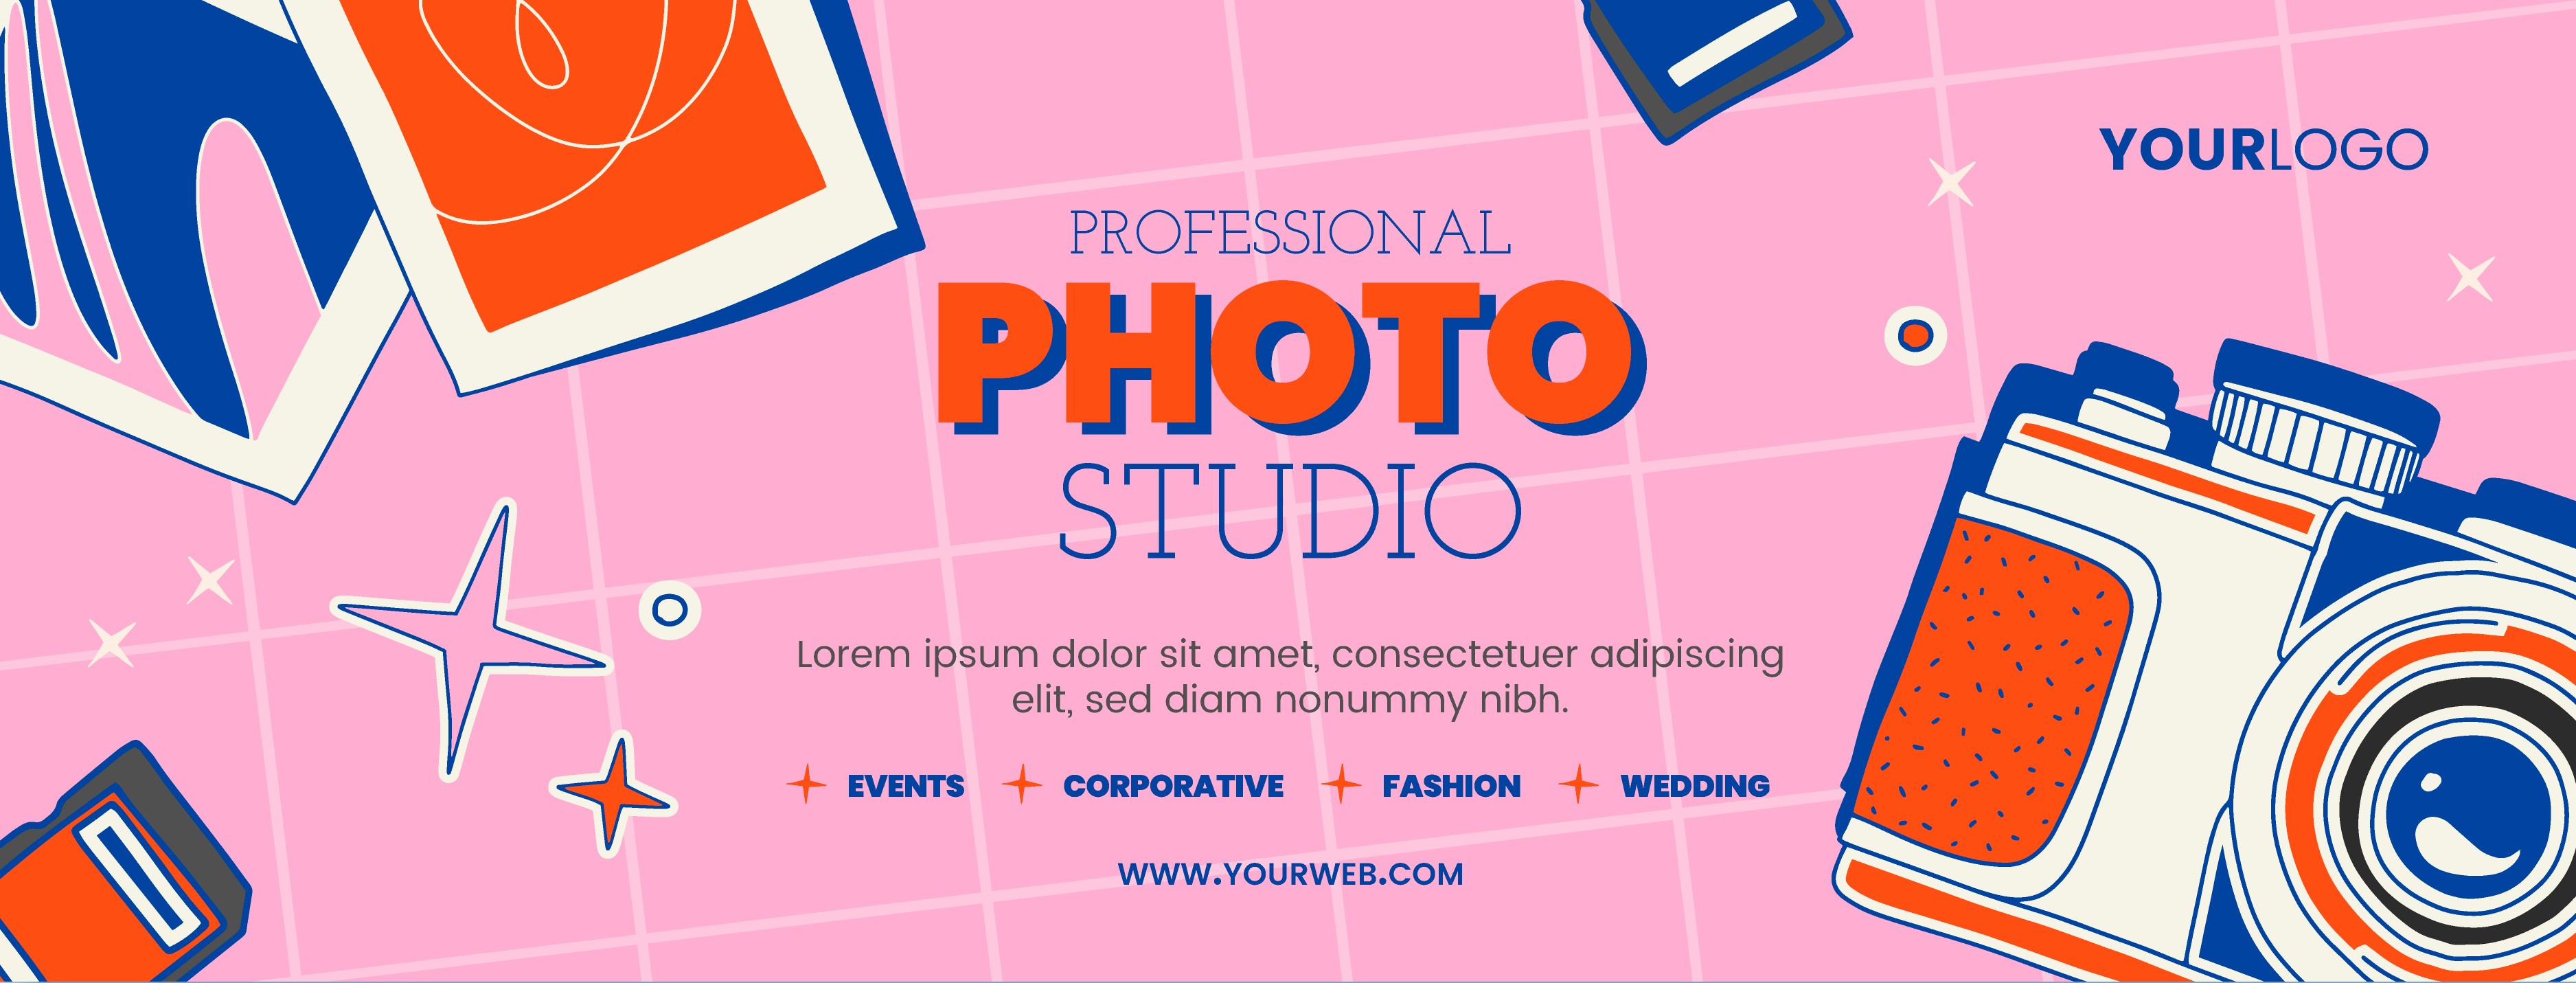 YOURLOGO
PROFESSIONAL
PHOTO
STUDIO
Lorem ipsum dolor sit amet, consectetuer adipiscing
elit, sed diam nonummy nibh.
EVENTS CORPORATIVE FASHION WEDDING
WWW.YOURWEB.COM